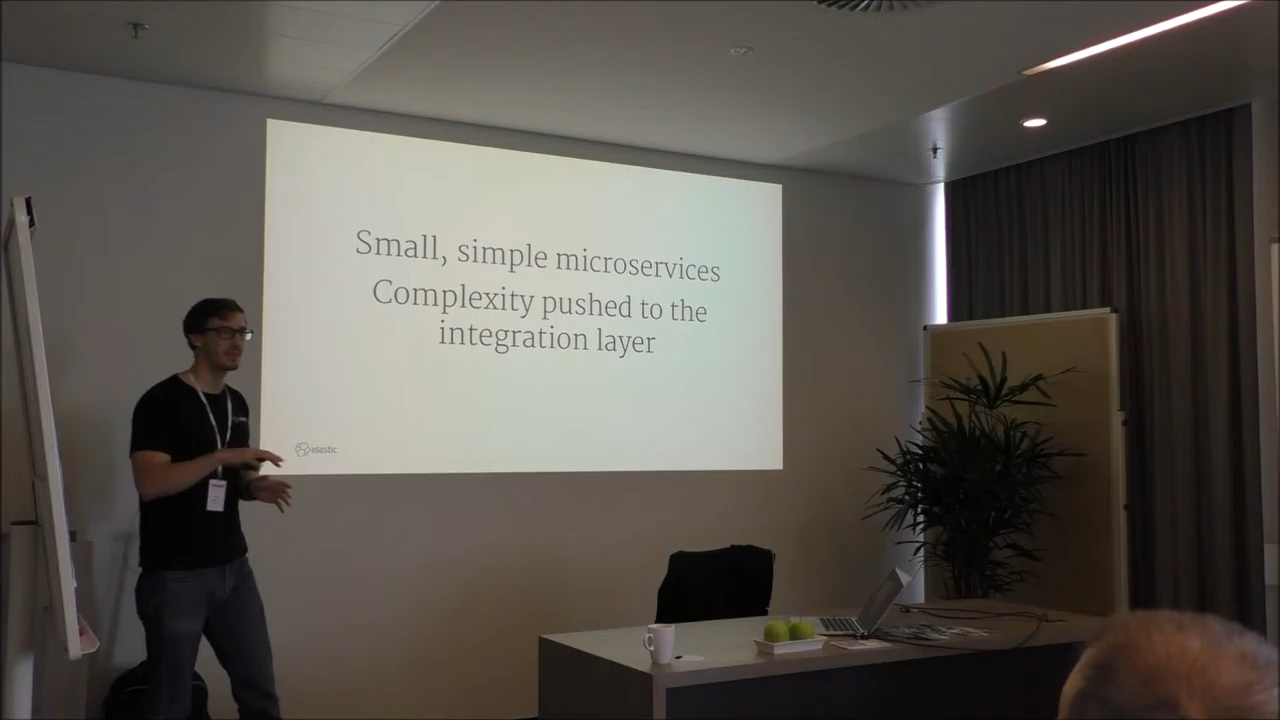 Small, simple microservices
Complexity pushed to the
integration layer
elastic